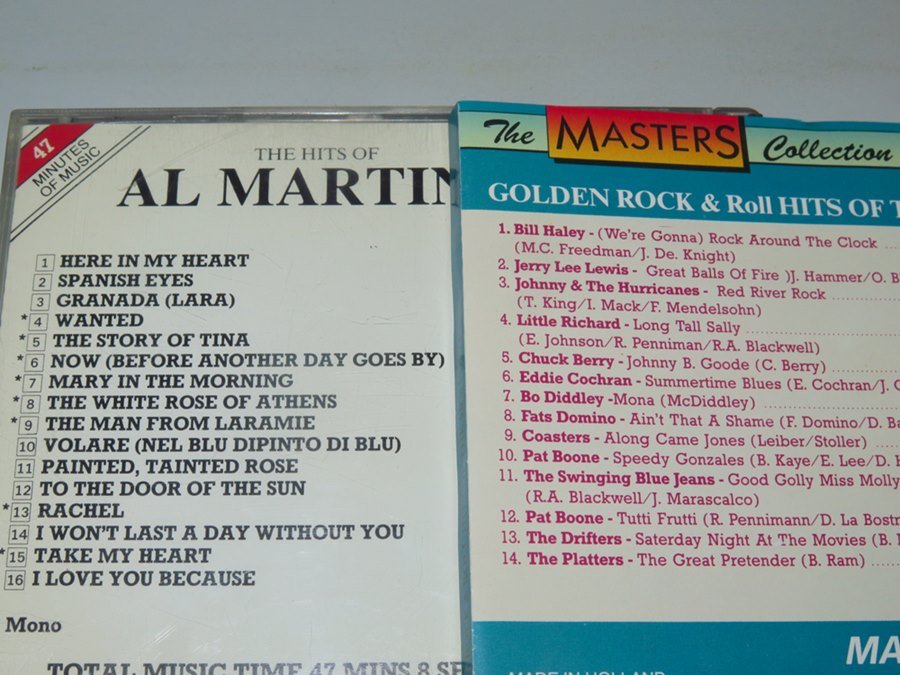 47
MINUTES
OF MUSIC
THE HITS OF
AL MARTIN
1 HERE IN MY HEART
2 SPANISH EYES
3 GRANADA (LARA)
*4 WANTED
*5 THE STORY OF TINA
*6 NOW (BEFORE ANOTHER DAY GOES BY)
*7 MARY IN THE MORNING
*8 THE WHITE ROSE OF ATHENS
*9 THE MAN FROM LARAMIE
10 VOLARE (NEL BLU DIPINTO DI BLU)
11 PAINTED, TAINTED ROSE
12 TO THE DOOR OF THE SUN
*13 RACHEL
14 I WON'T LAST A DAY WITHOUT YOU
*15 TAKE MY HEART
16 I LOVE YOU BECAUSE
Mono
TOTAL MUSIC TIME 47 MINS 8 SE
The MASTERS Collection
GOLDEN ROCK & Roll HITS OF T
1. Bill Haley - (We're Gonna) Rock Around The Clock ...
(M.C. Freedman/J. De. Knight)
2. Jerry Lee Lewis - Great Balls Of Fire )J. Hammer/O. B
3. Johnny & The Hurricanes - Red River Rock ...................
(T. King/I. Mack/F. Mendelsohn)
4. Little Richard - Long Tall Sally ...................
(E. Johnson/R. Penniman/R.A. Blackwell)
5. Chuck Berry - Johnny B. Goode (C. Berry) ..........
6. Eddie Cochran - Summertime Blues (E. Cochran/J. C
7. Bo Diddley -Mona (McDiddley) ...................
8. Fats Domino - Ain't That A Shame (F. Domino/D. Ba
9. Coasters - Along Came Jones (Leiber/Stoller) .....
10. Pat Boone - Speedy Gonzales (B. Kaye/E. Lee/D. H
11. The Swinging Blue Jeans - Good Golly Miss Molly
(R.A. Blackwell/J. Marascalco)
12. Pat Boone - Tutti Frutti (R. Pennimann/D. La Bostr
13. The Drifters - Saterday Night At The Movies (B. M
14. The Platters - The Great Pretender (B. Ram) ......
MA
MADE IN HOLLAND